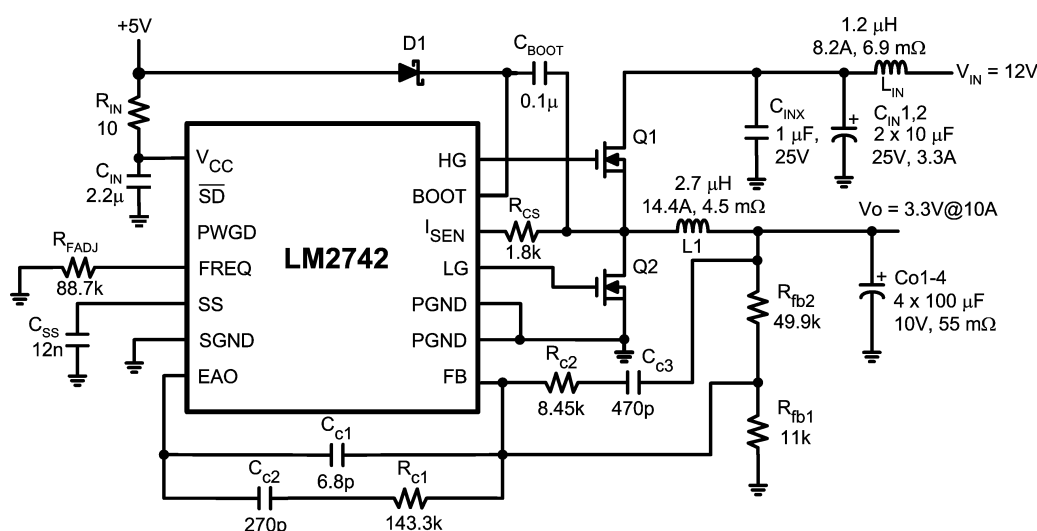 +5V
D1
C_BOOT
0.1μ
1.2 μH
8.2A, 6.9 mΩ
L_IN
V_IN = 12V
R_IN
10
C_IN
2.2μ
C_INX
1 μF,
25V
+
C_IN1,2
2 x 10 μF
25V, 3.3A
V_CC
SD
PWGD
FREQ
SS
SGND
EAO
LM2742
HG
BOOT
I_SEN
LG
PGND
PGND
FB
Q1
R_CS
1.8k
2.7 μH
14.4A, 4.5 mΩ
L1
Vo = 3.3V@10A
Q2
R_FADJ
88.7k
C_SS
12n
R_fb2
49.9k
+
Co1-4
4 x 100 μF
10V, 55 mΩ
R_c2
8.45k
C_c3
470p
R_fb1
11k
C_c1
6.8p
C_c2
270p
R_c1
143.3k